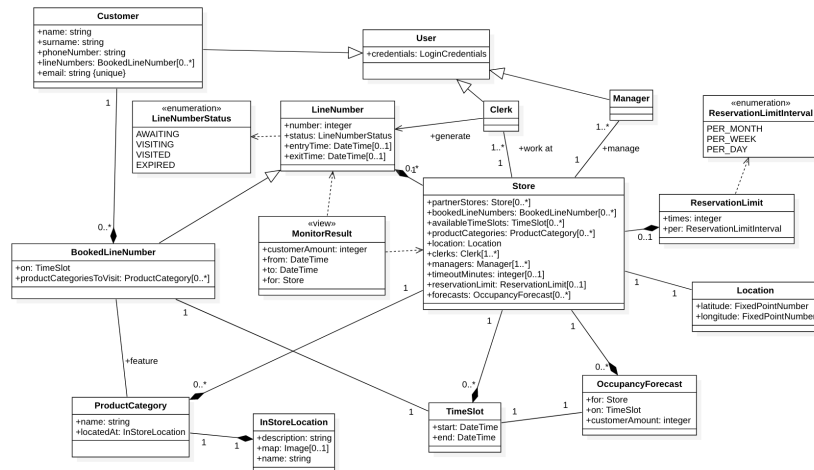 Customer
+name: string
+surname: string
+phoneNumber: string
+lineNumbers: BookedLineNumber[0..*]
+email: string {unique}
User
+credentials: LoginCredentials
«enumeration»
LineNumberStatus
AWAITING
VISITING
VISITED
EXPIRED
LineNumber
+number: integer
+status: LineNumberStatus
+entryTime: DateTime[0..1]
+exitTime: DateTime[0..1]
Clerk
Manager
«enumeration»
ReservationLimitInterval
PER_MONTH
PER_WEEK
PER_DAY
1
+generate
1..*
+work at
1
1..*
+manage
1
1
Store
+partnerStores: Store[0..*]
+bookedLineNumbers: BookedLineNumber[0..*]
+availableTimeSlots: TimeSlot[0..*]
+productCategories: ProductCategory[0..*]
+location: Location
+clerks: Clerk[1..*]
+managers: Manager[1..*]
+timeoutMinutes: integer[0..1]
+reservationLimit: ReservationLimit[0..1]
+forecasts: OccupancyForecast[0..*]
ReservationLimit
+times: integer
+per: ReservationLimitInterval
0..1
«view»
MonitorResult
+customerAmount: integer
+from: DateTime
+to: DateTime
+for: Store
0..*
BookedLineNumber
+on: TimeSlot
+productCategoriesToVisit: ProductCategory[0..*]
1
1
Location
+latitude: FixedPointNumber
+longitude: FixedPointNumber
1
1
1
1
+feature
0..*
0..*
0..*
ProductCategory
+name: string
+locatedAt: InStoreLocation
1
1
InStoreLocation
+description: string
+map: Image[0..1]
+name: string
1
TimeSlot
+start: DateTime
+end: DateTime
1
1
OccupancyForecast
+for: Store
+on: TimeSlot
+customerAmount: integer